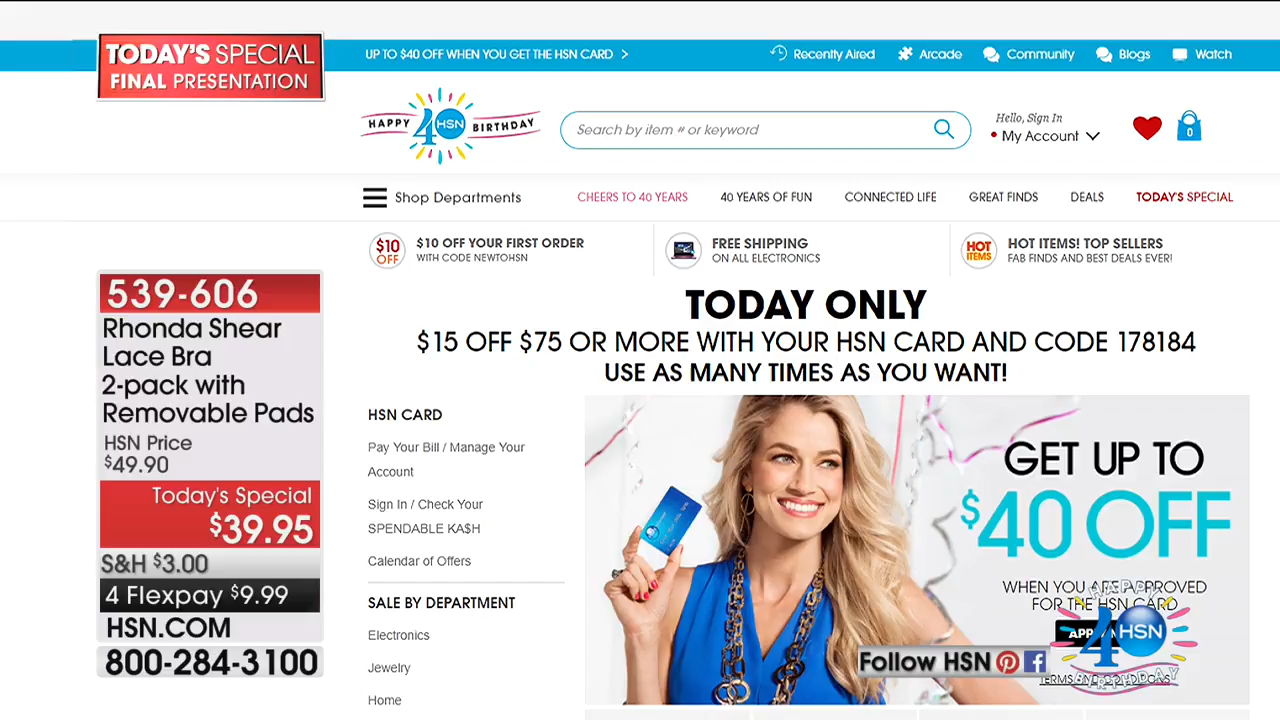 TODAY'S SPECIAL
FINAL PRESENTATION
UP TO $40 OFF WHEN YOU GET THE HSN CARD >
Recently Aired
Arcade
Community
Blogs
Watch
HAPPY 40 HSN BIRTHDAY
Search by item # or keyword
Hello, Sign In
My Account
0
Shop Departments
CHEERS TO 40 YEARS
40 YEARS OF FUN
CONNECTED LIFE
GREAT FINDS
DEALS
TODAY'S SPECIAL
$10 OFF
$10 OFF YOUR FIRST ORDER
WITH CODE NEWTOHSN
FREE SHIPPING
ON ALL ELECTRONICS
HOT ITEMS
HOT ITEMS! TOP SELLERS
FAB FINDS AND BEST DEALS EVER!
TODAY ONLY
$15 OFF $75 OR MORE WITH YOUR HSN CARD AND CODE 178184
USE AS MANY TIMES AS YOU WANT!
539-606
Rhonda Shear
Lace Bra
2-pack with
Removable Pads
HSN Price
$49.90
Today's Special
$39.95
S&H $3.00
4 Flexpay $9.99
HSN.COM
800-284-3100
HSN CARD
Pay Your Bill / Manage Your
Account
Sign In / Check Your
SPENDABLE KA$H
Calendar of Offers
SALE BY DEPARTMENT
Electronics
Jewelry
Home
GET UP TO
$40 OFF
WHEN YOU ARE APPROVED
FOR THE HSN CARD
TERMS AND CONDITIONS
Follow HSN
HAPPY
40 HSN
BIRTHDAY